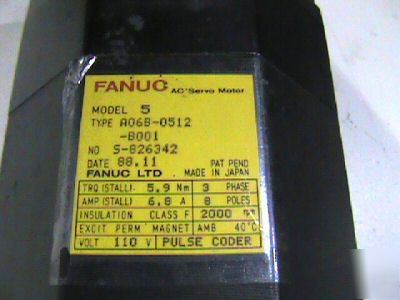 FANUC AC Servo Motor
MODEL 5
TYPE A06B-0512
-B001
NO S-826342
DATE 88.11 PAT PEND
FANUC LTD. MADE IN JAPAN
TRQ (STALL) 5.9 Nm 3 PHASE
AMP (STALL) 6.8 A 8 POLES
INSULATION CLASS F 2000
EXCIT PERM MAGNET AMB 40°C
VOLT 110 V PULSE CODER